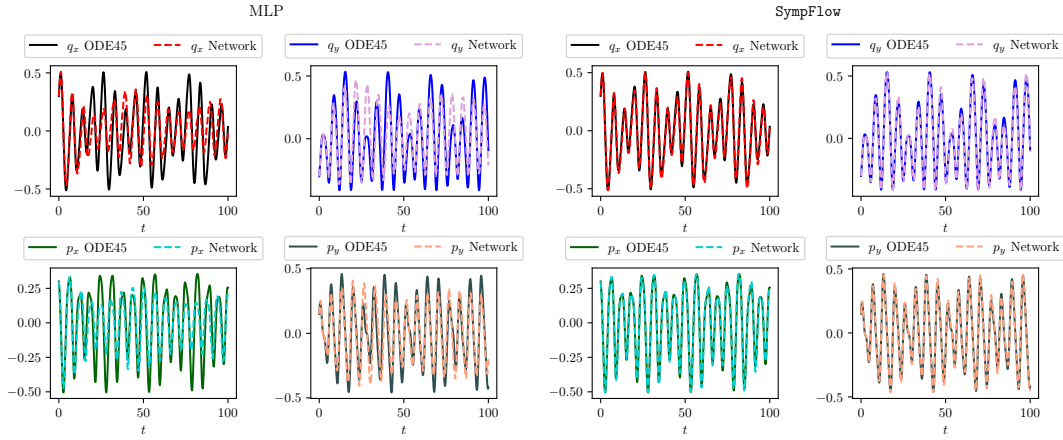 MLP
SympFlow
q_x ODE45 q_x Network
q_y ODE45 q_y Network
q_x ODE45 q_x Network
q_y ODE45 q_y Network
0.5
0.0
−0.5
0 50 100
t
0.5
0.0
0 50 100
t
0.5
0.0
−0.5
0 50 100
t
0.5
0.0
0 50 100
t
p_x ODE45 p_x Network
p_y ODE45 p_y Network
p_x ODE45 p_x Network
p_y ODE45 p_y Network
0.25
0.00
−0.25
−0.50
0 50 100
t
0.5
0.0
−0.5
0 50 100
t
0.25
0.00
−0.25
−0.50
0 50 100
t
0.5
0.0
−0.5
0 50 100
t